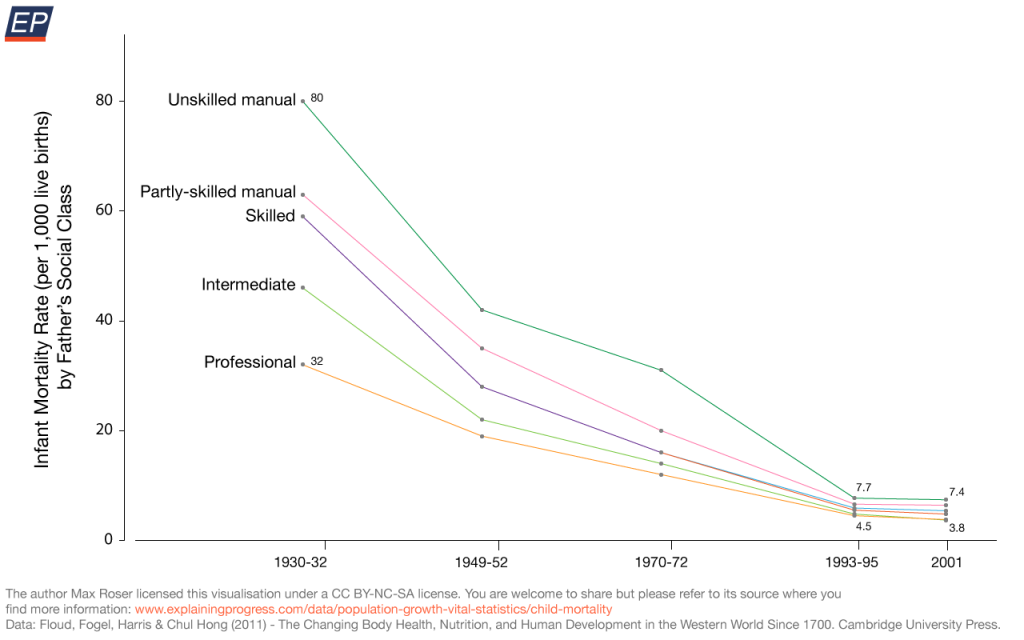 EP
Infant Mortality Rate (per 1,000 live births)
by Father's Social Class
80
60
40
20
0
Unskilled manual 80
Partly-skilled manual
Skilled
Intermediate
Professional 32
7.7
7.4
4.5
3.8
1930-32
1949-52
1970-72
1993-95
2001
The author Max Roser licensed this visualisation under a CC BY-NC-SA license. You are welcome to share but please refer to its source where you
find more information: www.explainingprogress.com/data/population-growth-vital-statistics/child-mortality
Data: Floud, Fogel, Harris & Chul Hong (2011) - The Changing Body Health, Nutrition, and Human Development in the Western World Since 1700. Cambridge University Press.